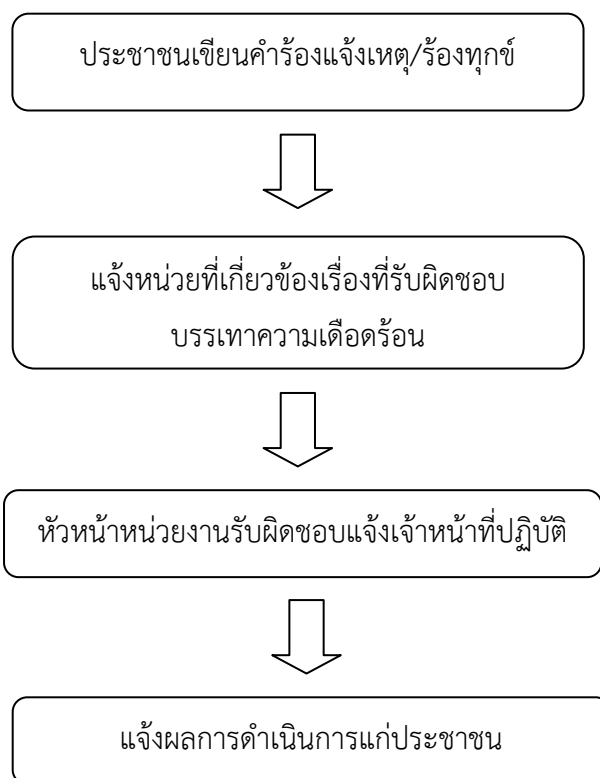 ประชาชนเขียนคำร้องแจ้งเหตุ/ร้องทุกข์
แจ้งหน่วยที่เกี่ยวข้องเรื่องที่รับผิดชอบ
บรรเทาความเดือดร้อน
หัวหน้าหน่วยงานรับผิดชอบแจ้งเจ้าหน้าที่ปฏิบัติ
แจ้งผลการดำเนินการแก่ประชาชน